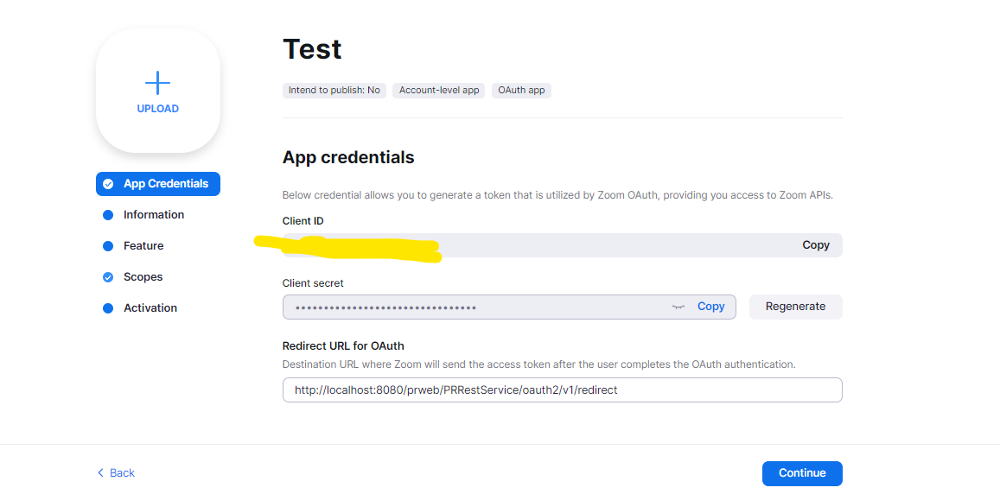 Test
UPLOAD
Intend to publish: No Account-level app OAuth app
App credentials
App Credentials
Information
Feature
Scopes
Activation
Below credential allows you to generate a token that is utilized by Zoom OAuth, providing you access to Zoom APIs.
Client ID
Copy
Client secret
•••••••••••••••••••••••••••••••• Copy Regenerate
Redirect URL for OAuth
Destination URL where Zoom will send the access token after the user completes the OAuth authentication.
http://localhost:8080/prweb/PRRestService/oauth2/v1/redirect
Back
Continue